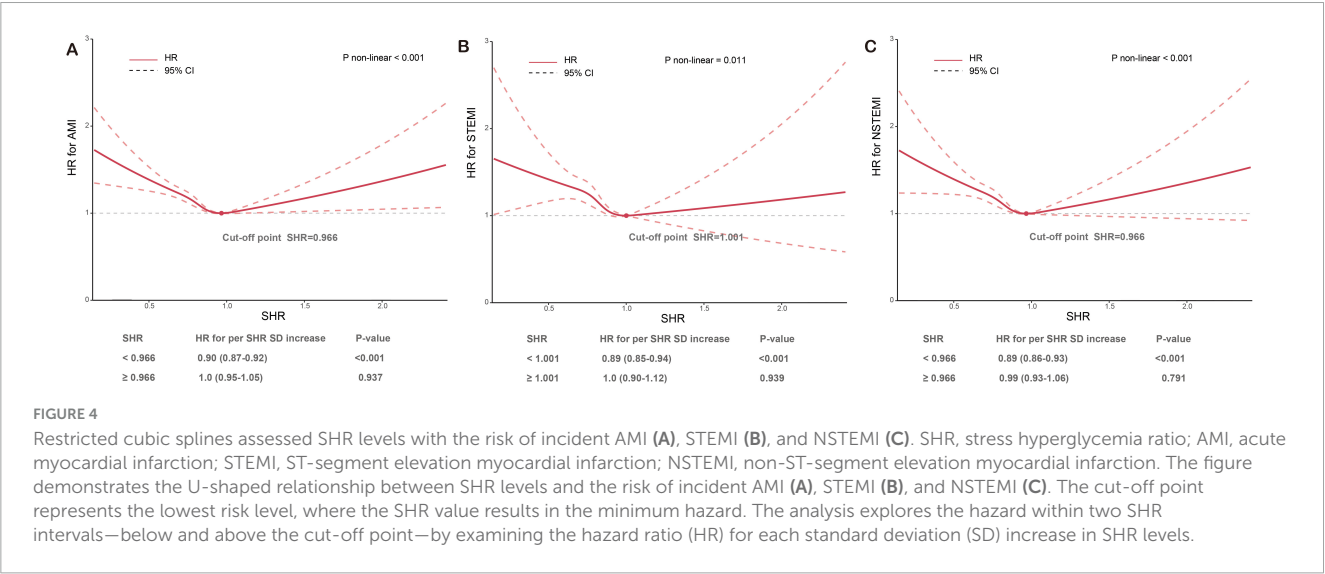 A
HR
95% CI
P non-linear < 0.001
HR for AMI
3
2
1
0
0.5 1.0 1.5 2.0
SHR
Cut-off point SHR=0.966
SHR HR for per SHR SD increase P-value
< 0.966 0.90 (0.87-0.92) <0.001
≥ 0.966 1.0 (0.95-1.05) 0.937
B
HR
95% CI
P non-linear = 0.011
HR for STEMI
3
2
1
0
0.5 1.0 1.5 2.0
SHR
Cut-off point SHR=1.001
SHR HR for per SHR SD increase P-value
< 1.001 0.89 (0.85-0.94) <0.001
≥ 1.001 1.0 (0.90-1.12) 0.939
C
HR
95% CI
P non-linear < 0.001
HR for NSTEMI
3
2
1
0
0.5 1.0 1.5 2.0
SHR
Cut-off point SHR=0.966
SHR HR for per SHR SD increase P-value
< 0.966 0.89 (0.86-0.93) <0.001
≥ 0.966 0.99 (0.93-1.06) 0.791
FIGURE 4
Restricted cubic splines assessed SHR levels with the risk of incident AMI (A), STEMI (B), and NSTEMI (C). SHR, stress hyperglycemia ratio; AMI, acute
myocardial infarction; STEMI, ST-segment elevation myocardial infarction; NSTEMI, non-ST-segment elevation myocardial infarction. The figure
demonstrates the U-shaped relationship between SHR levels and the risk of incident AMI (A), STEMI (B), and NSTEMI (C). The cut-off point
represents the lowest risk level, where the SHR value results in the minimum hazard. The analysis explores the hazard within two SHR
intervals—below and above the cut-off point—by examining the hazard ratio (HR) for each standard deviation (SD) increase in SHR levels.